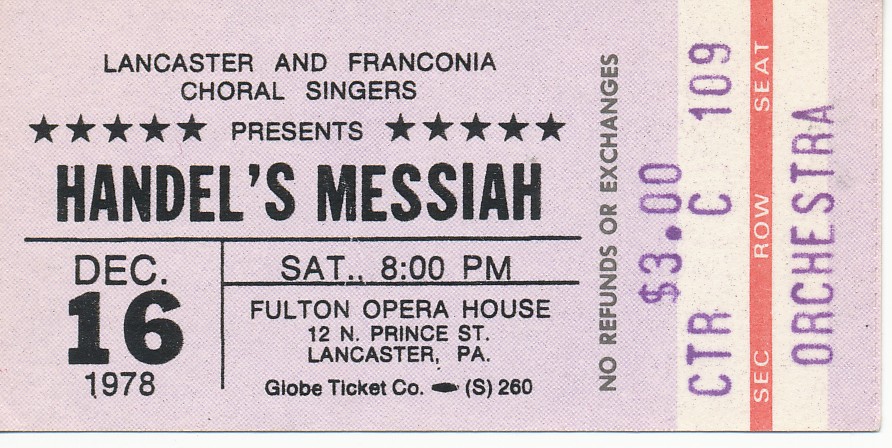 LANCASTER AND FRANCONIA
CHORAL SINGERS
★★★★★ PRESENTS ★★★★★
HANDEL'S MESSIAH
DEC.
16
1978
SAT., 8:00 PM
FULTON OPERA HOUSE
12 N. PRINCE ST.
LANCASTER, PA.
Globe Ticket Co. (S) 260
NO REFUNDS OR EXCHANGES
$3.00
CTR C 109
SEC ROW SEAT
ORCHESTRA